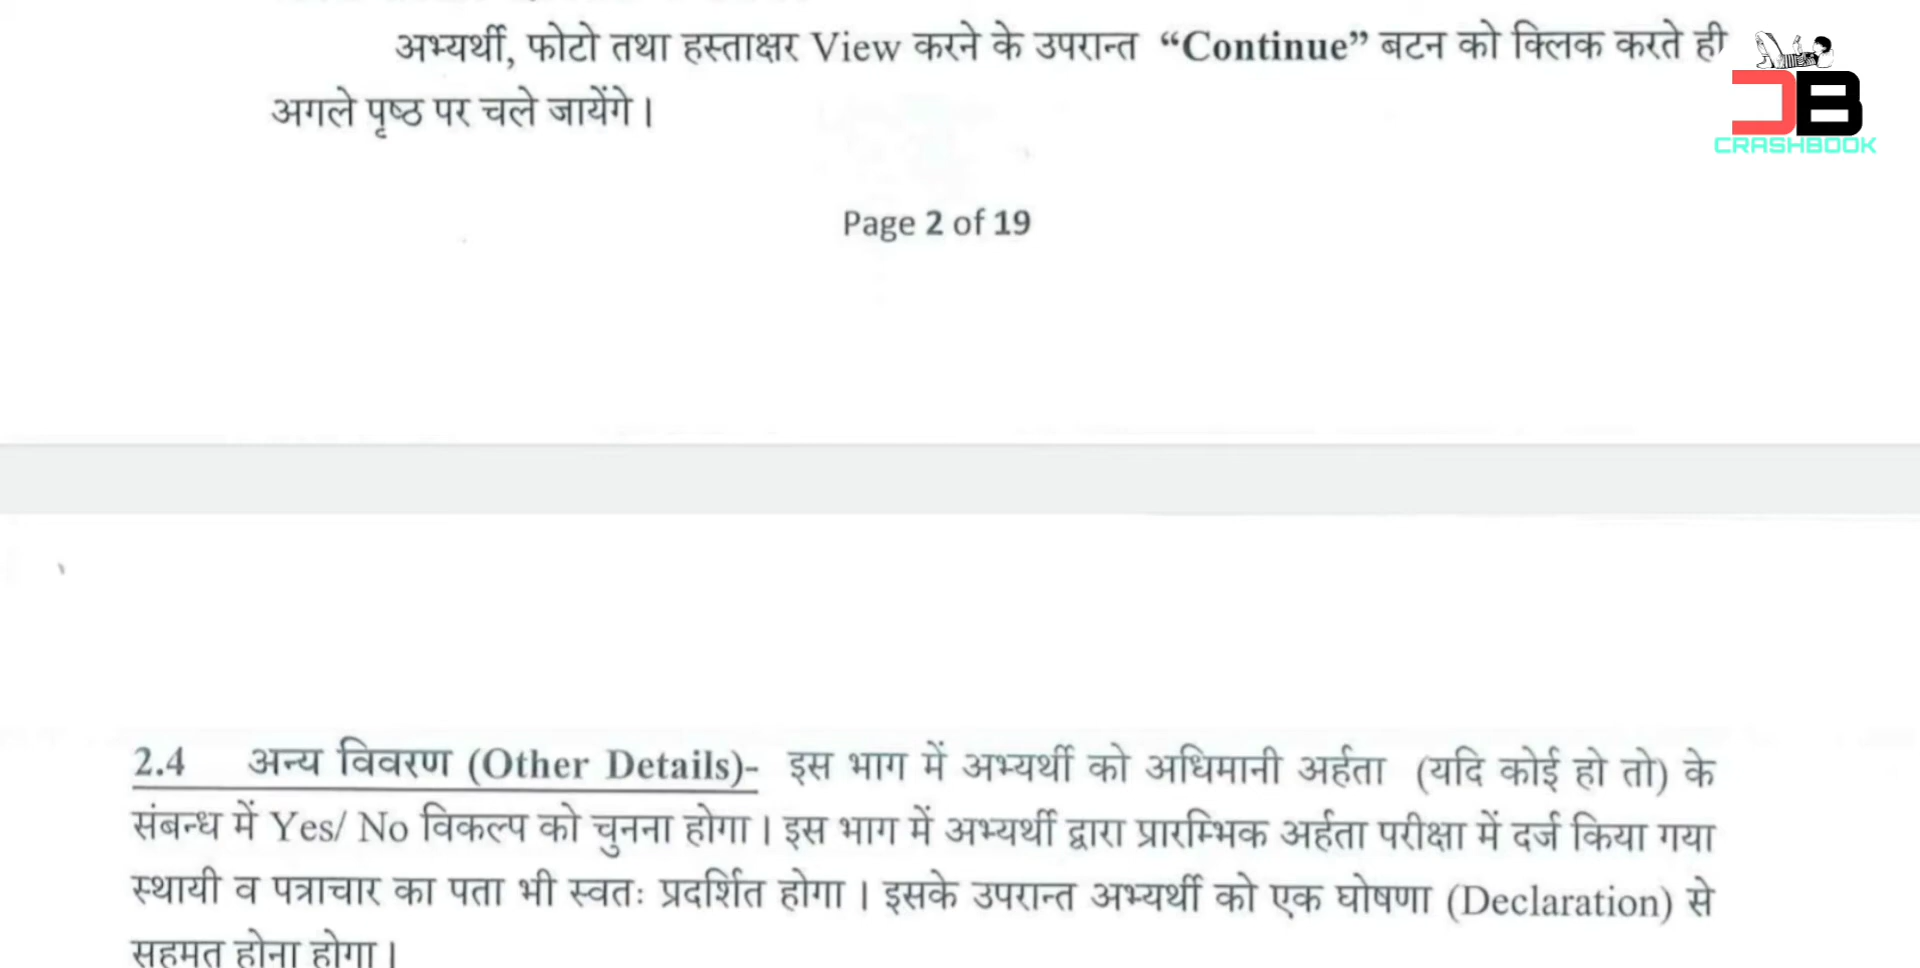 अभ्यर्थी, फोटो तथा हस्ताक्षर View करने के उपरान्त “Continue” बटन को क्लिक करते ही
अगले पृष्ठ पर चले जायेंगे।
CB
CRASHBOOK
Page 2 of 19
2.4 अन्य विवरण (Other Details)- इस भाग में अभ्यर्थी को अधिमानी अर्हता (यदि कोई हो तो) के
संबन्ध में Yes/ No विकल्प को चुनना होगा। इस भाग में अभ्यर्थी द्वारा प्रारम्भिक अर्हता परीक्षा में दर्ज किया गया
स्थायी व पत्राचार का पता भी स्वतः प्रदर्शित होगा। इसके उपरान्त अभ्यर्थी को एक घोषणा (Declaration) से
सहमत होना होगा।